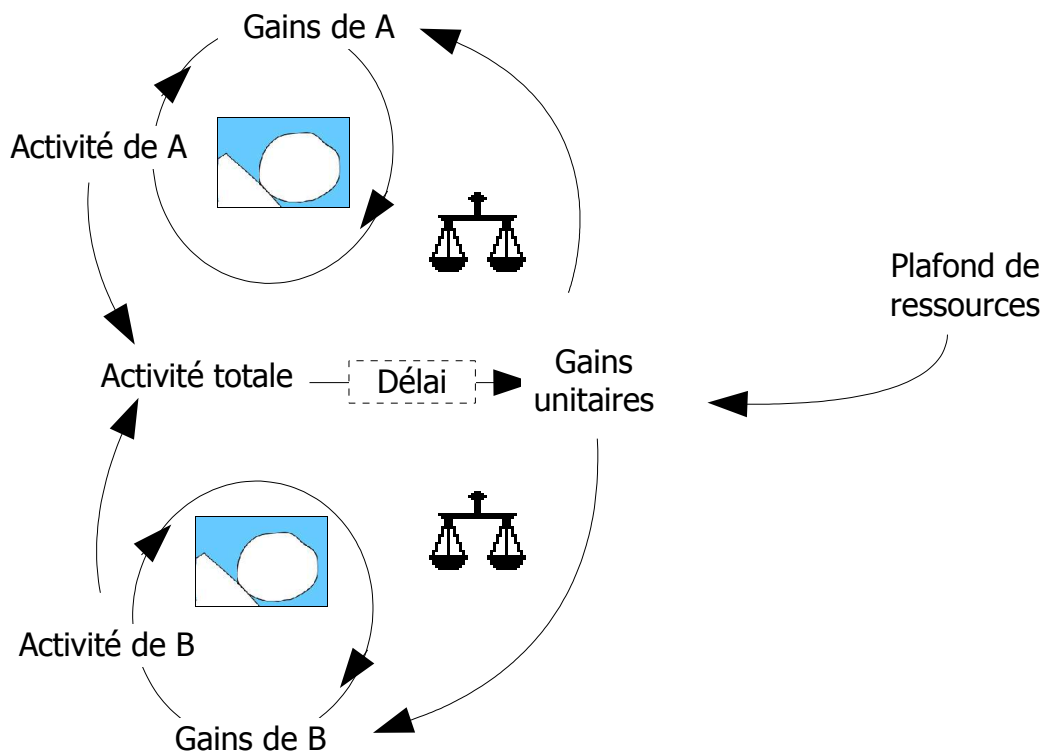 Gains de A
Activité de A
Plafond de
ressources
Activité totale
Délai
Gains
unitaires
Activité de B
Gains de B